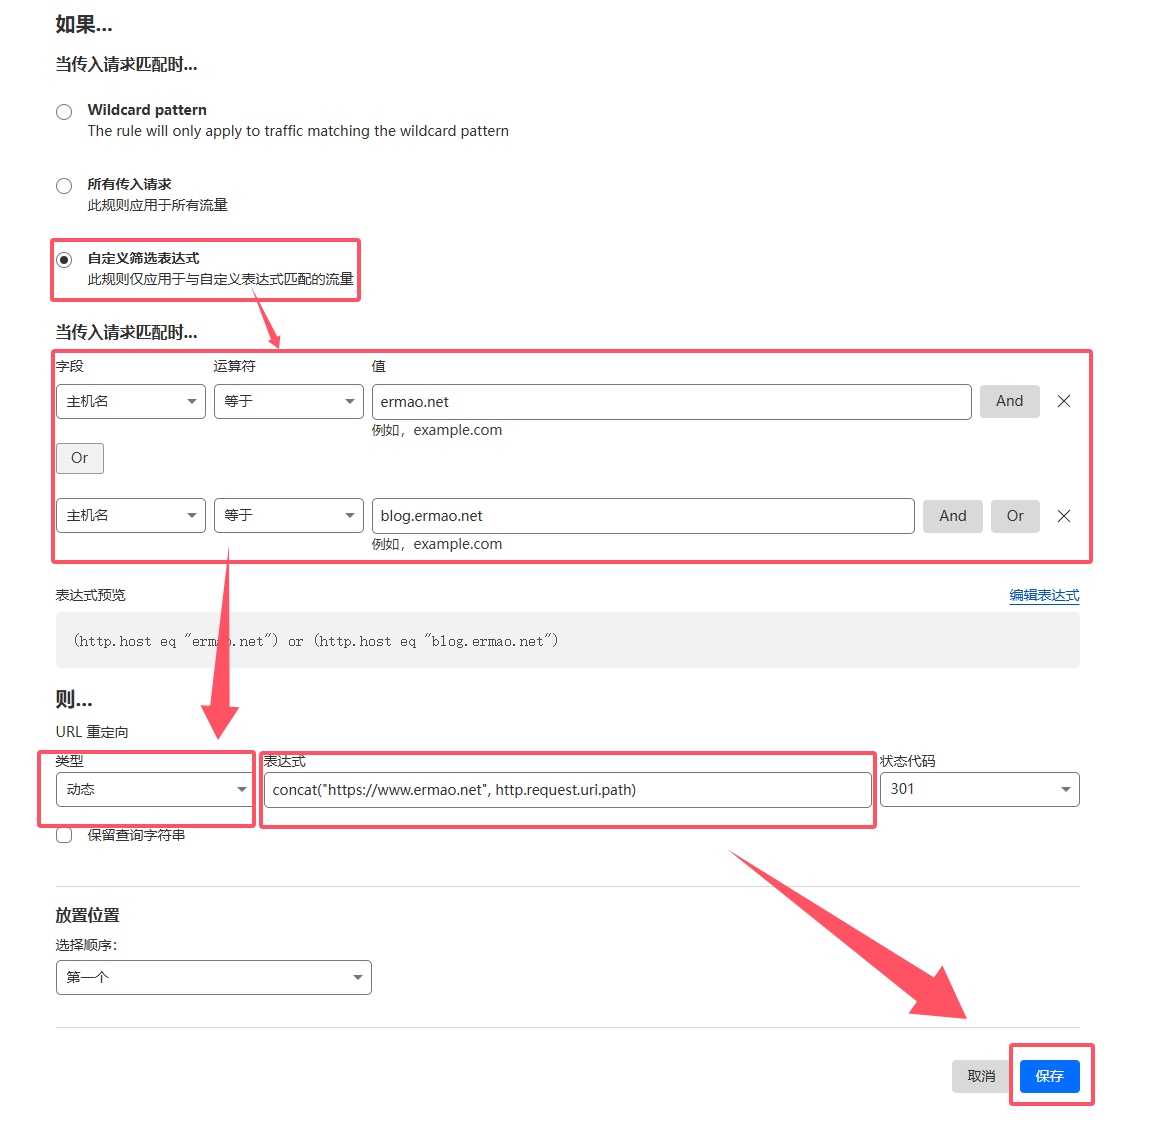 如果...
当传入请求匹配时...
Wildcard pattern
The rule will only apply to traffic matching the wildcard pattern
所有传入请求
此规则应用于所有流量
自定义筛选表达式
此规则仅应用于与自定义表达式匹配的流量
当传入请求匹配时...
字段 运算符 值
主机名 等于 ermao.net And
例如，example.com
Or
主机名 等于 blog.ermao.net And Or
例如，example.com
表达式预览 编辑表达式
(http.host eq "ermao.net") or (http.host eq "blog.ermao.net")
则...
URL 重定向
类型 表达式 状态代码
动态 concat("https://www.ermao.net", http.request.uri.path) 301
保留查询字符串
放置位置
选择顺序：
第一个
取消 保存